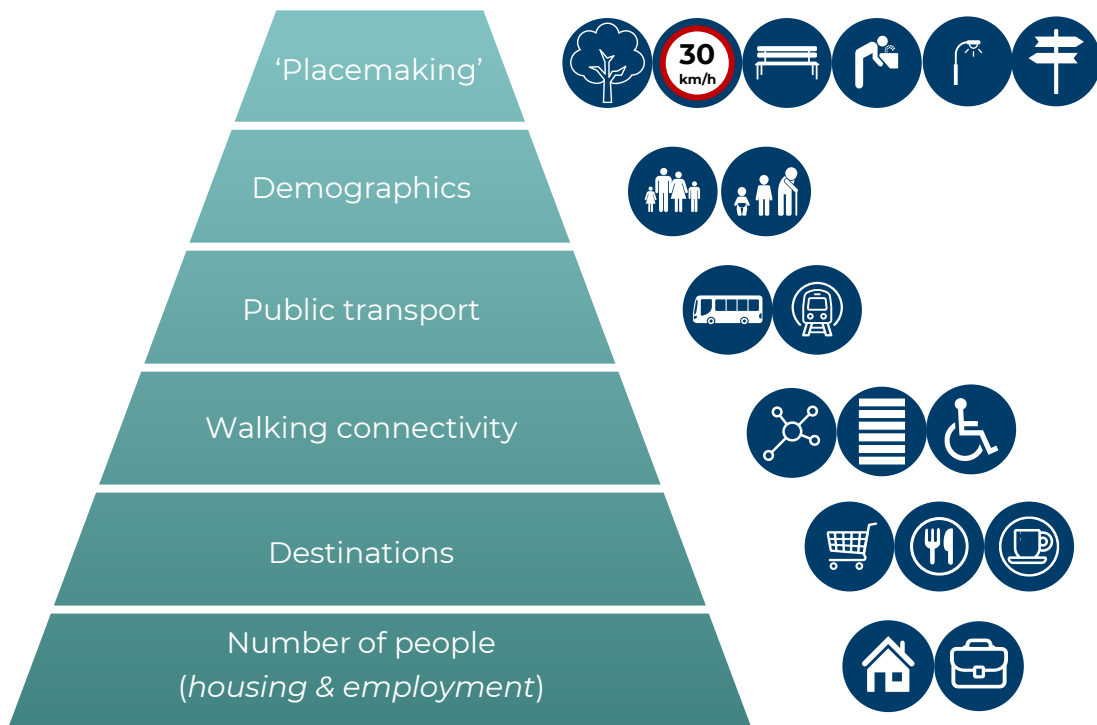 ‘Placemaking’
30
km/h
Demographics
Public transport
Walking connectivity
Destinations
Number of people
(housing & employment)